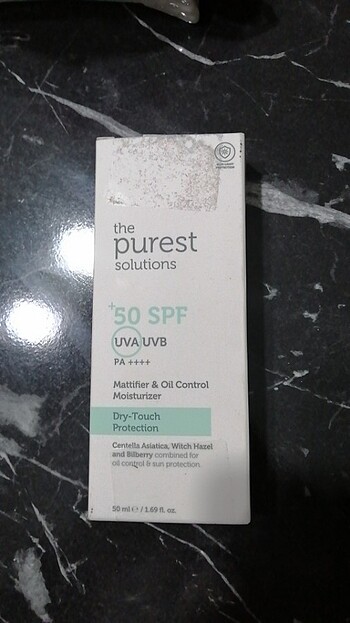 the
purest
solutions
+50 SPF
UVA UVB
PA ++++
Mattifier & Oil Control
Moisturizer
Dry-Touch
Protection
Centella Asiatica, Witch Hazel
and Bilberry combined for
oil control & sun protection.
50 ml ℮ / 1.69 fl. oz.